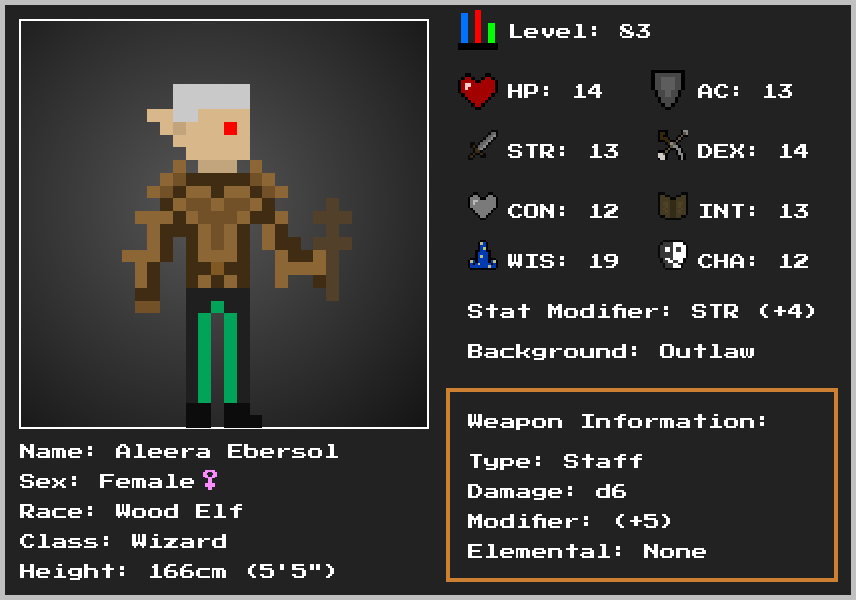 Level: 83
HP: 14
AC: 13
STR: 13
DEX: 14
CON: 12
INT: 13
WIS: 19
CHA: 12
Stat Modifier: STR (+4)
Background: Outlaw
Weapon Information:
Type: Staff
Damage: d6
Modifier: (+5)
Elemental: None
Name: Aleera Ebersol
Sex: Female♀
Race: Wood Elf
Class: Wizard
Height: 166cm (5'5")